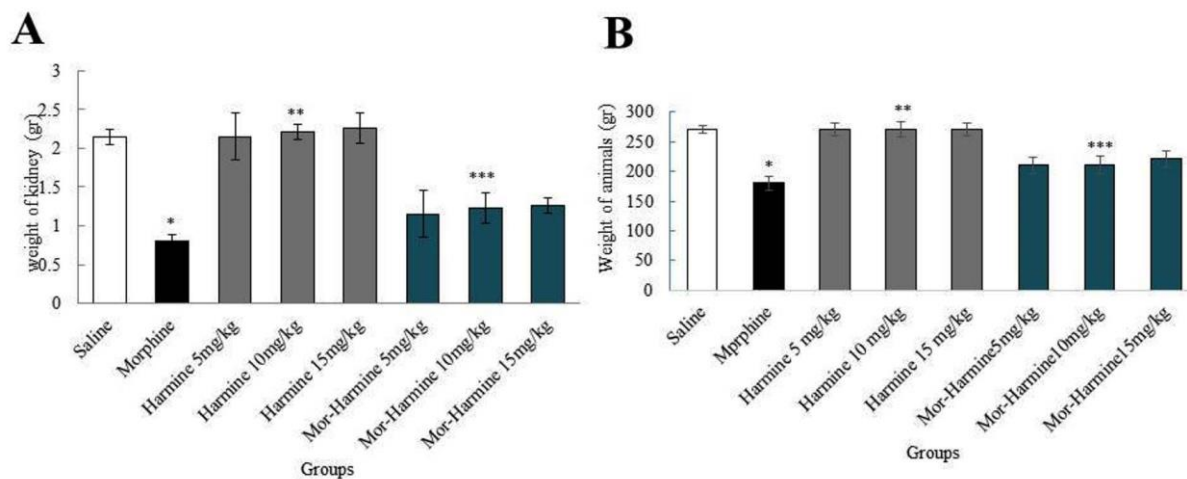 A
weight of kidney (gr)
3
2.5
2
1.5
1
0.5
0
*
**
***
Saline
Morphine
Harmine 5mg/kg
Harmine 10mg/kg
Harmine 15mg/kg
Mor-Harmine 5mg/kg
Mor-Harmine 10mg/kg
Mor-Harmine 15mg/kg
Groups
B
Weight of animals (gr)
300
250
200
150
100
50
0
*
**
***
Saline
Mprphine
Harmine 5 mg/kg
Harmine 10 mg/kg
Harmine 15 mg/kg
Mor-Harmine5mg/kg
Mor-Harmine10mg/kg
Mor-Harmine15mg/kg
Groups